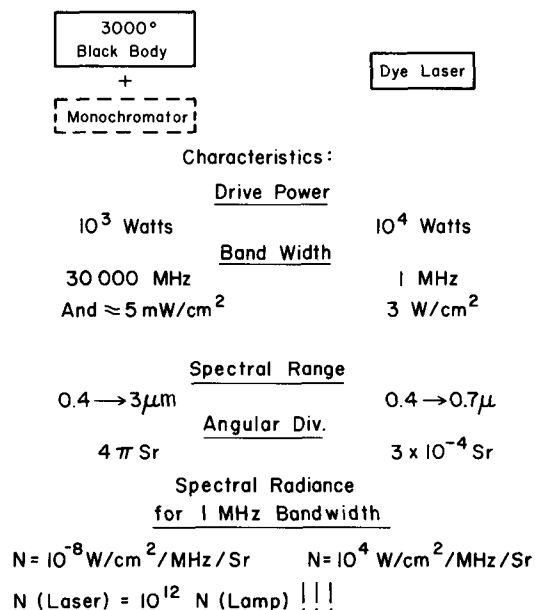 3000°
Black Body
+
Monochromator
Dye Laser
Characteristics:
Drive Power
10³ Watts 10⁴ Watts
Band Width
30 000 MHz 1 MHz
And ≈ 5 mW/cm² 3 W/cm²
Spectral Range
0.4 → 3μm 0.4 → 0.7μ
Angular Div.
4 π Sr 3 x 10⁻⁴ Sr
Spectral Radiance
for 1 MHz Bandwidth
N = 10⁻⁸ W/cm²/MHz/Sr N = 10⁴ W/cm²/MHz/Sr
N (Laser) = 10¹² N (Lamp) !!!